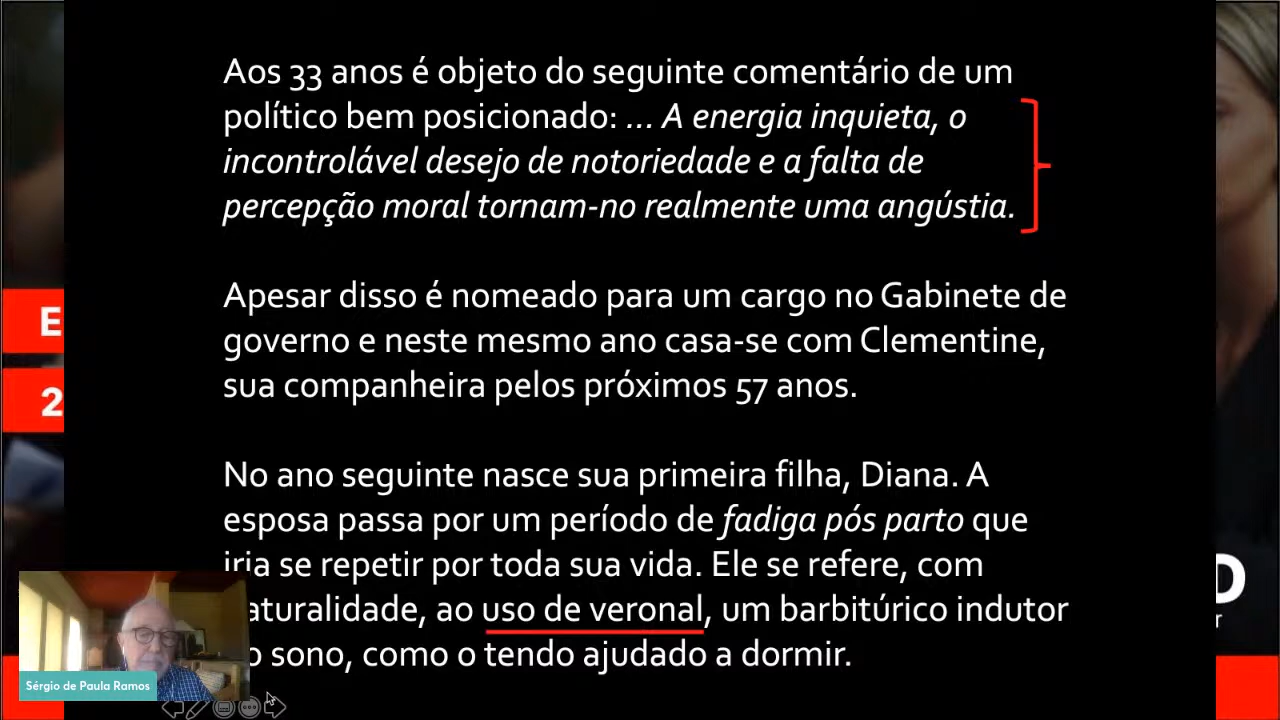 Aos 33 anos é objeto do seguinte comentário de um
político bem posicionado: ... A energia inquieta, o
incontrolável desejo de notoriedade e a falta de
percepção moral tornam-no realmente uma angústia.
Apesar disso é nomeado para um cargo no Gabinete de
governo e neste mesmo ano casa-se com Clementine,
sua companheira pelos próximos 57 anos.
No ano seguinte nasce sua primeira filha, Diana. A
esposa passa por um período de fadiga pós parto que
iria se repetir por toda sua vida. Ele se refere, com
aturalidade, ao uso de veronal, um barbitúrico indutor
o sono, como o tendo ajudado a dormir.
E
2
D
r
Sérgio de Paula Ramos